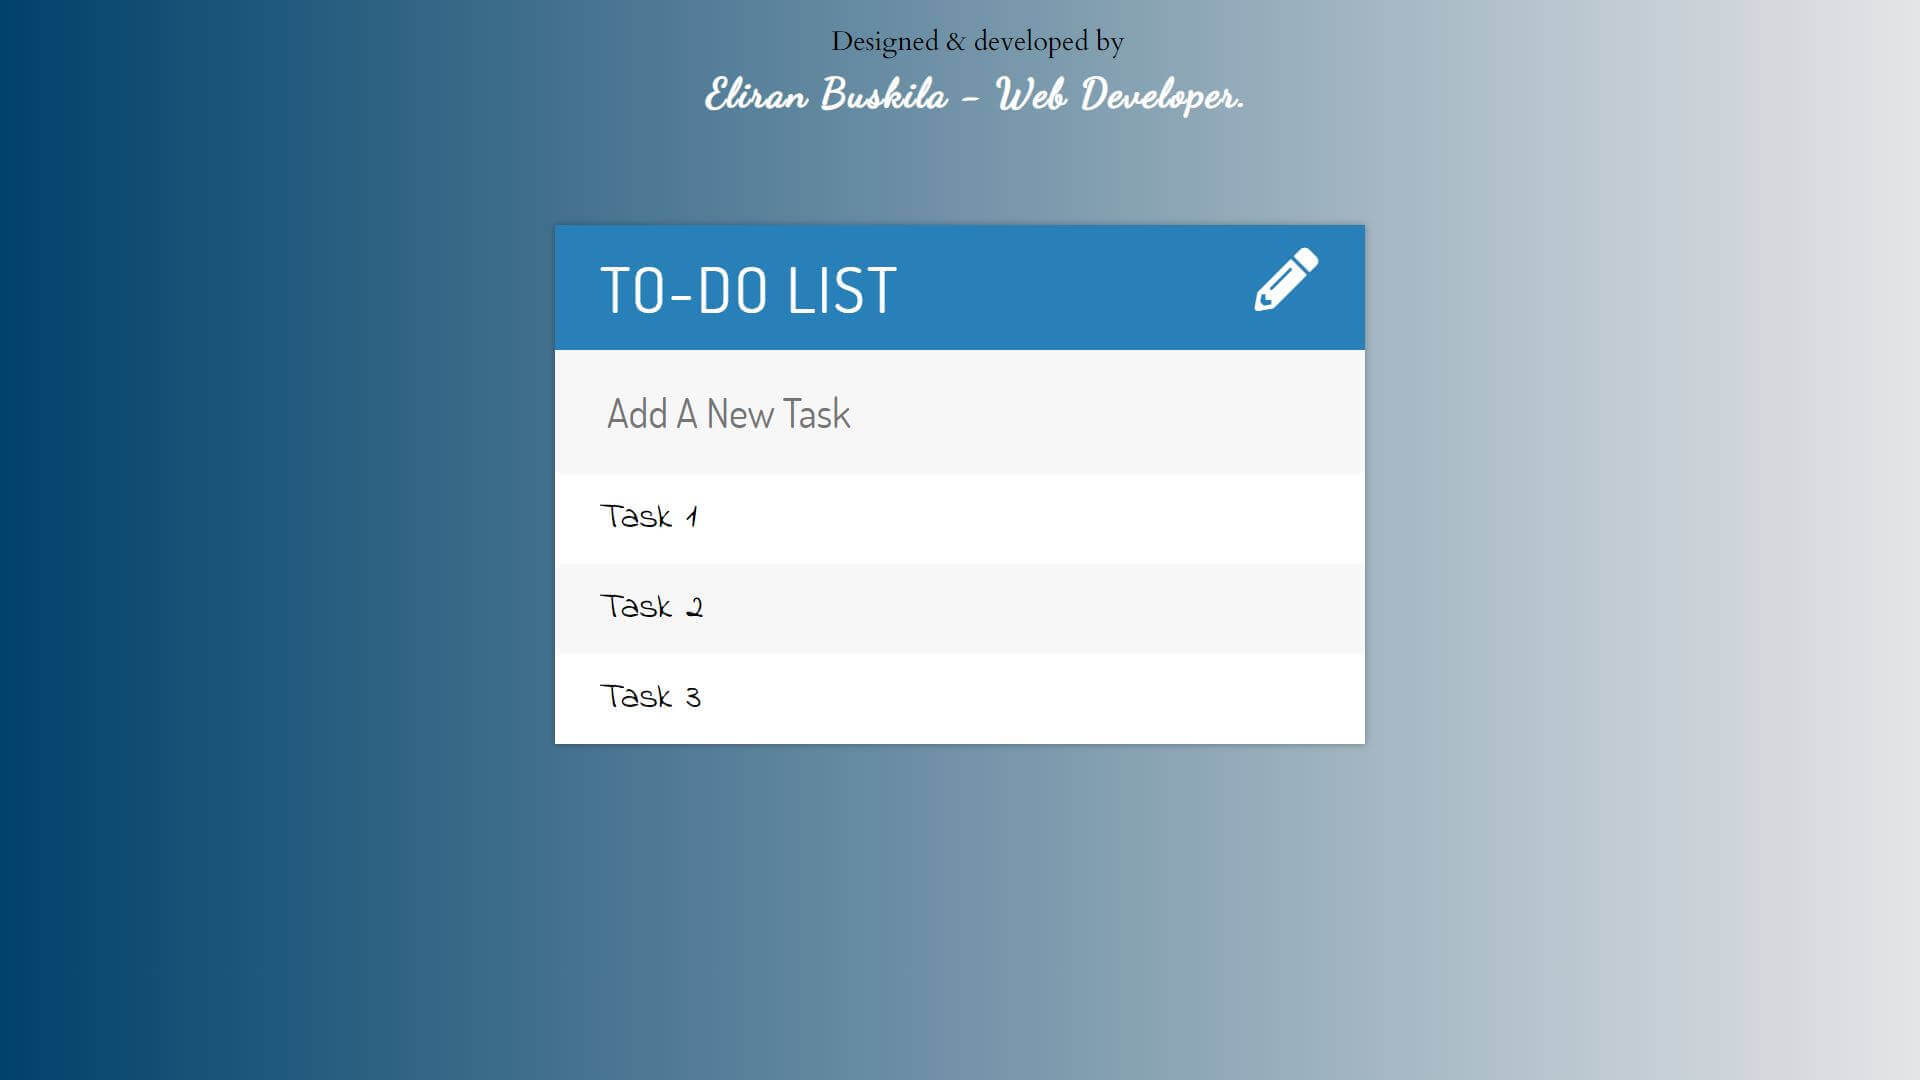 Designed & developed by
Eliran Buskila - Web Developer.
TO-DO LIST
Add A New Task
Task 1
Task 2
Task 3